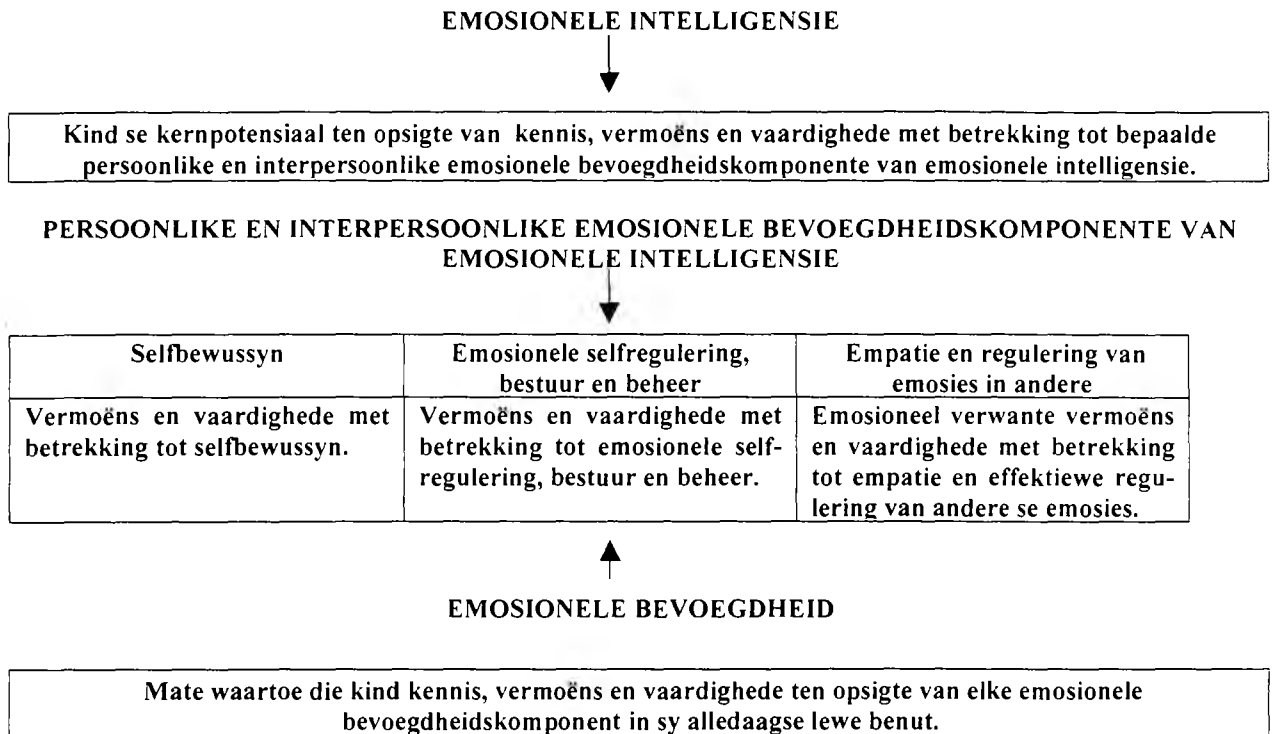 EMOSIONELE INTELLIGENSIE
Kind se kernpotensiaal ten opsigte van kennis, vermoëns en vaardighede met betrekking tot bepaalde
persoonlike en interpersoonlike emosionele bevoegdheidskomponente van emosionele intelligensie.
PERSOONLIKE EN INTERPERSOONLIKE EMOSIONELE BEVOEGDHEIDSKOMPONENTE VAN
EMOSIONELE INTELLIGENSIE
Selfbewussyn
Emosionele selfregulering,
bestuur en beheer
Empatie en regulering van
emosies in andere
Vermoëns en vaardighede met
betrekking tot selfbewussyn.
Vermoëns en vaardighede met
betrekking tot emosionele self-
regulering, bestuur en beheer.
Emosioneel verwante vermoëns
en vaardighede met betrekking
tot empatie en effektiewe regu-
lering van andere se emosies.
EMOSIONELE BEVOEGDHEID
Mate waartoe die kind kennis, vermoëns en vaardighede ten opsigte van elke emosionele
bevoegdheidskomponent in sy alledaagse lewe benut.